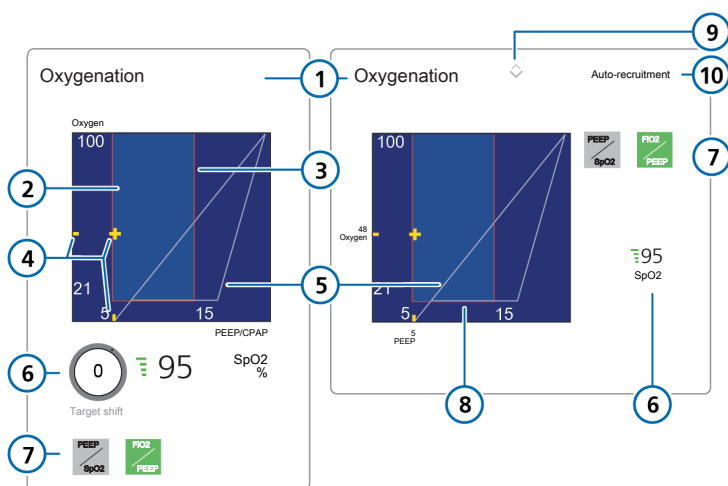 9
1
Oxygenation
Oxygenation
Auto-recruitment
10
Oxygen
100
100
PEEP
SpO2
FIO2
PEEP
7
2
3
4
48
Oxygen
95
SpO2
21
21
5
15
5
15
5
PEEP/CPAP
5
PEEP
6
0
95
SpO2
%
Target shift
8
6
7
PEEP
SpO2
FIO2
PEEP